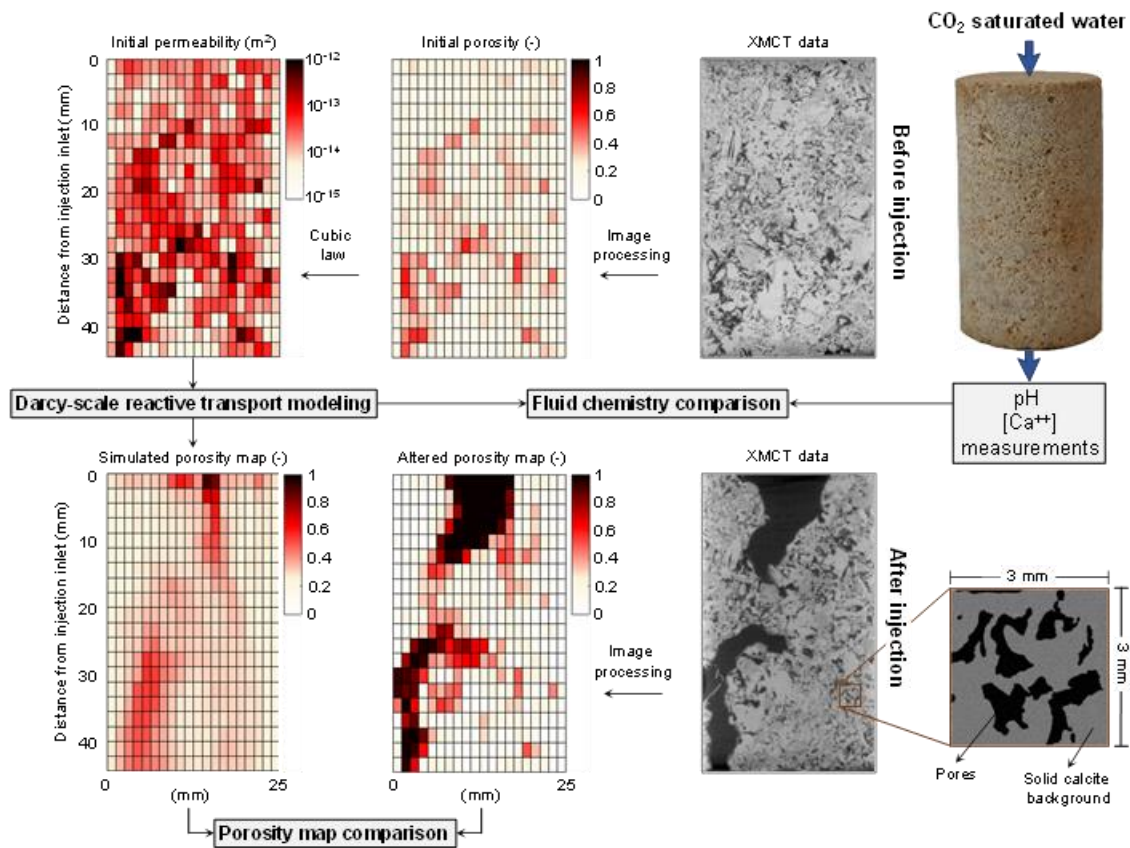 CO₂ saturated water
Initial permeability (m²)
Initial porosity (-)
XMCT data
0
10
20
30
40
Distance from injection inlet (mm)
10⁻¹²
10⁻¹³
10⁻¹⁴
10⁻¹⁵
Cubic
law
1
0.8
0.6
0.4
0.2
0
Image
processing
Before injection
Darcy-scale reactive transport modeling
Fluid chemistry comparison
pH
[Ca⁺⁺]
measurements
Simulated porosity map (-)
Altered porosity map (-)
XMCT data
0
10
20
30
40
Distance from injection inlet (mm)
1
0.8
0.6
0.4
0.2
0
1
0.8
0.6
0.4
0.2
0
Image
processing
After injection
3 mm
3 mm
Pores
Solid calcite
background
0
25
(mm)
0
25
(mm)
Porosity map comparison